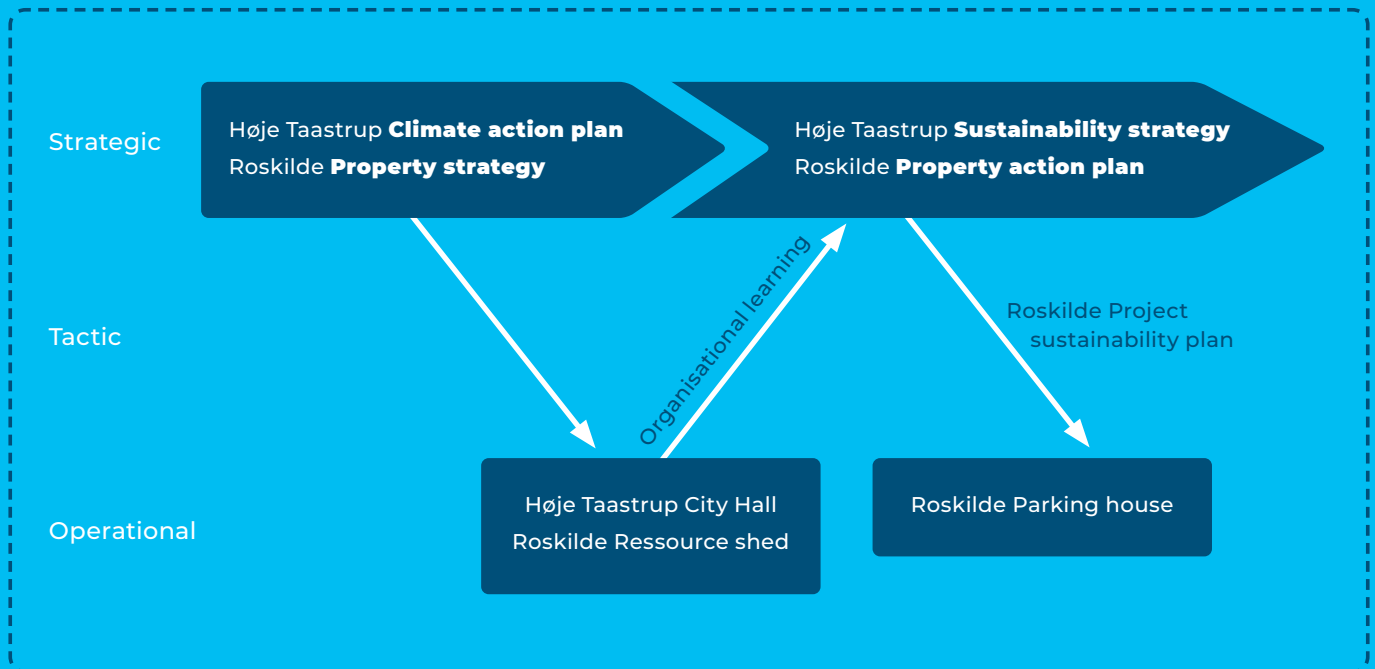 Strategic
Høje Taastrup Climate action plan
Roskilde Property strategy
Høje Taastrup Sustainability strategy
Roskilde Property action plan
Tactic
Organisational learning
Roskilde Project
sustainability plan
Operational
Høje Taastrup City Hall
Roskilde Ressource shed
Roskilde Parking house